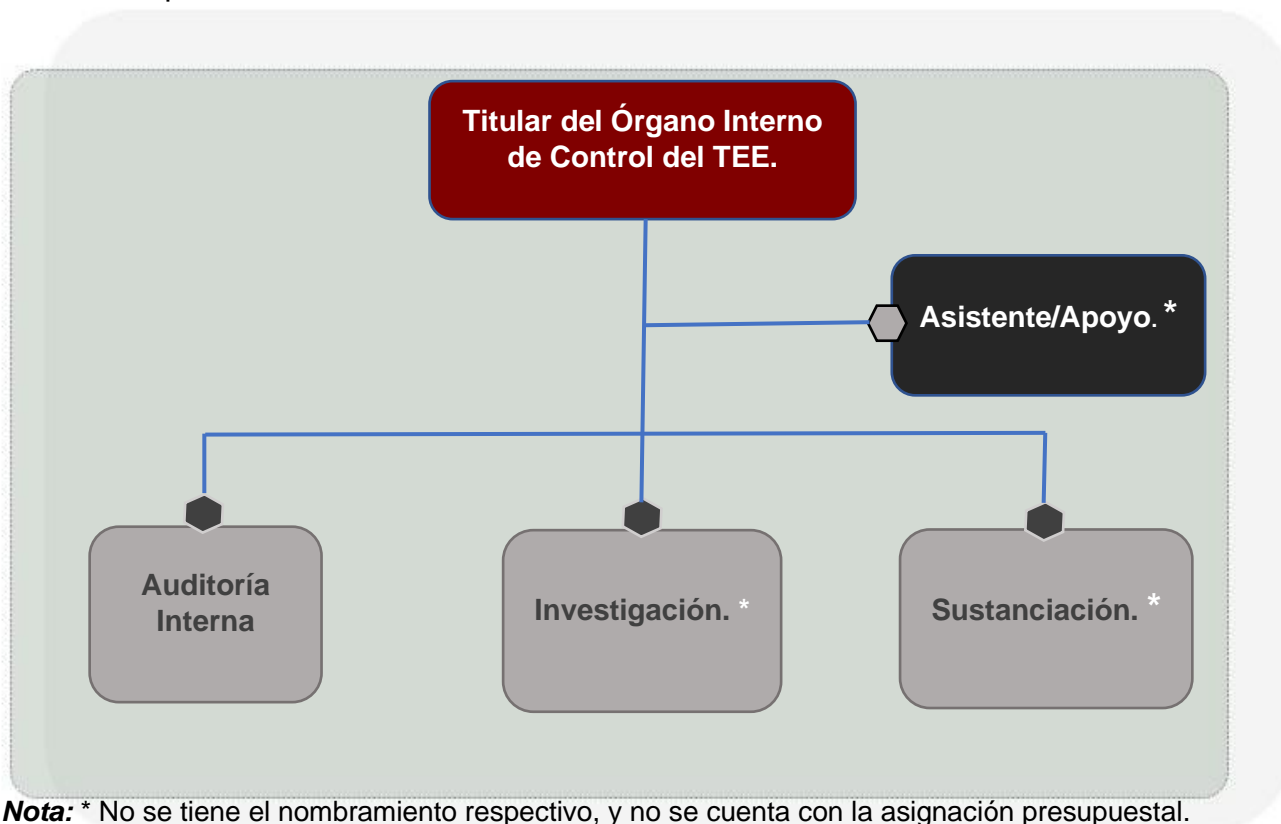 Titular del Órgano Interno
de Control del TEE.
Asistente/Apoyo. *
Auditoría
Interna
Investigación. *
Sustanciación. *
Nota: * No se tiene el nombramiento respectivo, y no se cuenta con la asignación presupuestal.